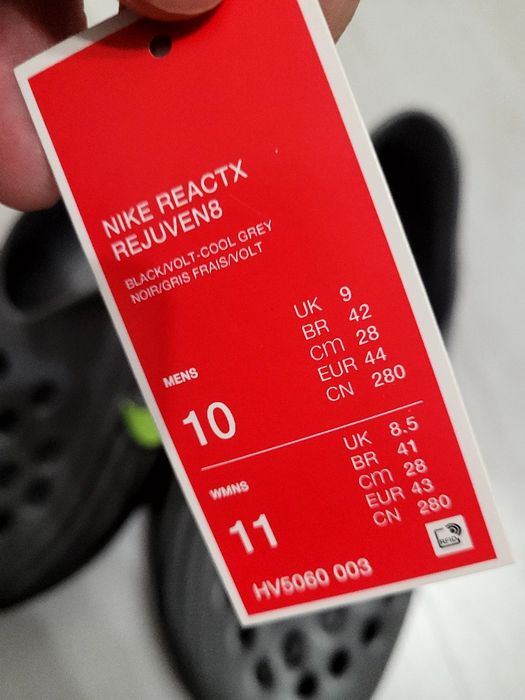 NIKE REACTX
REJUVEN8
BLACK/VOLT-COOL GREY
NOIR/GRIS FRAIS/VOLT
MENS
10
UK 9
BR 42
CM 28
EUR 44
CN 280
WMNS
11
UK 8.5
BR 41
CM 28
EUR 43
CN 280
HV5060 003
RFID